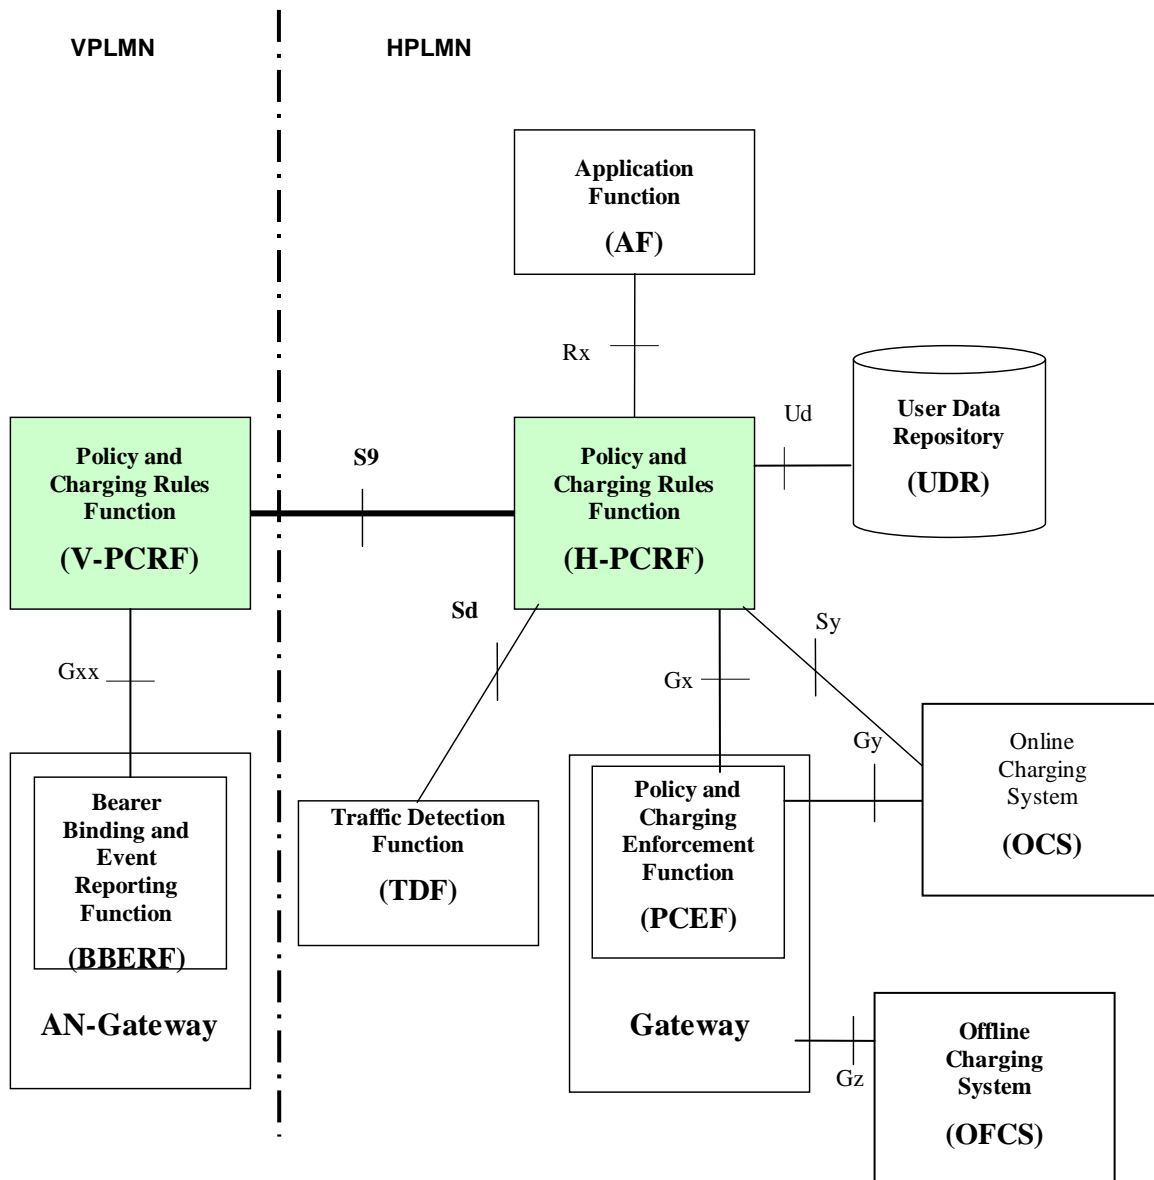 VPLMN
HPLMN
Application
Function
(AF)
Rx
User Data
Repository
(UDR)
Ud
Policy and
Charging Rules
Function
(V-PCRF)
S9
Policy and
Charging Rules
Function
(H-PCRF)
Sd
Sy
Gxx
Gx
Gy
Bearer
Binding and
Event
Reporting
Function
(BBERF)
AN-Gateway
Traffic Detection
Function
(TDF)
Policy and
Charging
Enforcement
Function
(PCEF)
Gateway
Online
Charging
System
(OCS)
Gz
Offline
Charging
System
(OFCS)